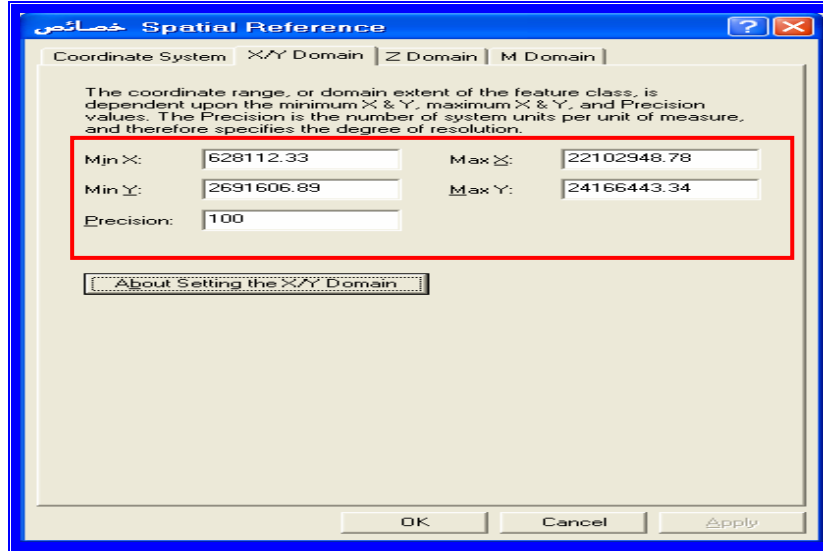 خصائص Spatial Reference
Coordinate System X/Y Domain Z Domain M Domain
The coordinate range, or domain extent of the feature class, is
dependent upon the minimum X & Y, maximum X & Y, and Precision
values. The Precision is the number of system units per unit of measure,
and therefore specifies the degree of resolution.
Min X: 628112.33 Max X: 22102948.78
Min Y: 2691606.89 Max Y: 24166443.34
Precision: 100
About Setting the X/Y Domain
OK Cancel Apply